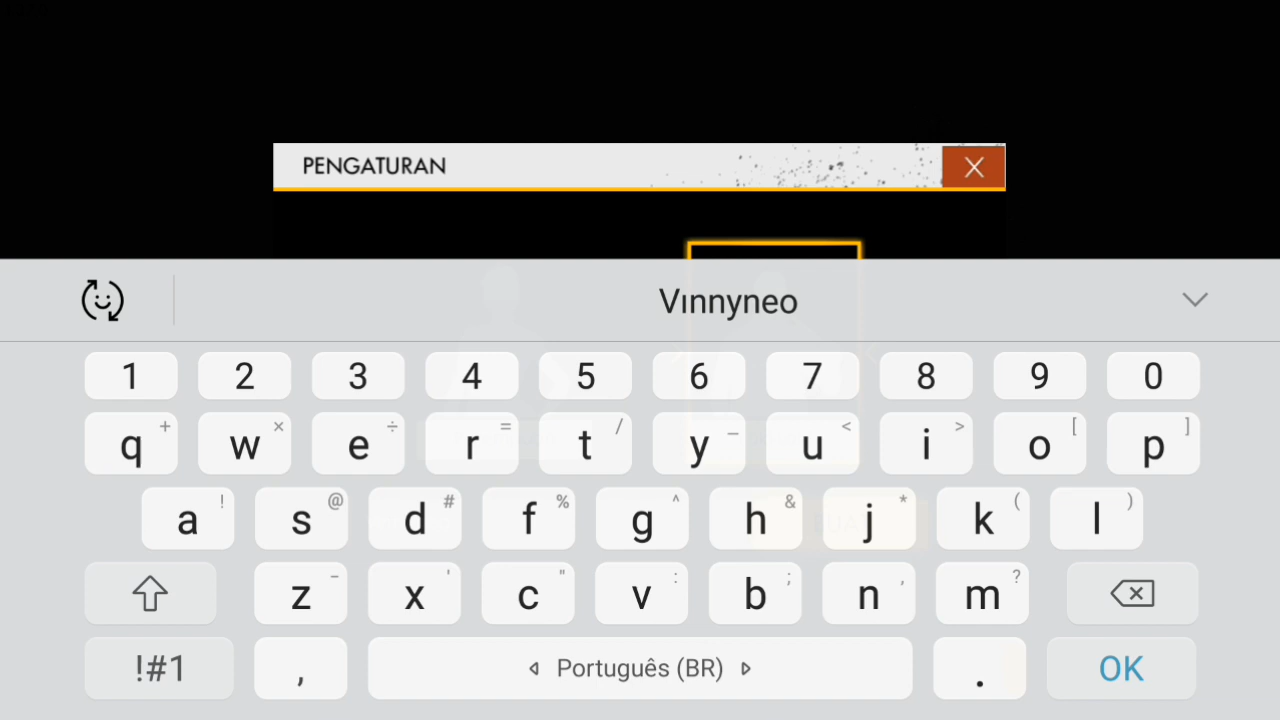 PENGATURAN
Vınnyneo
1 2 3 4 5 6 7 8 9 0
q + w × e ÷ r = t / y _ u < i > o [ p ]
a ! s @ d # f % g ^ h & j * k ( l )
z - x ' c " v : b ; n , m ?
!#1 , Português (BR) . OK